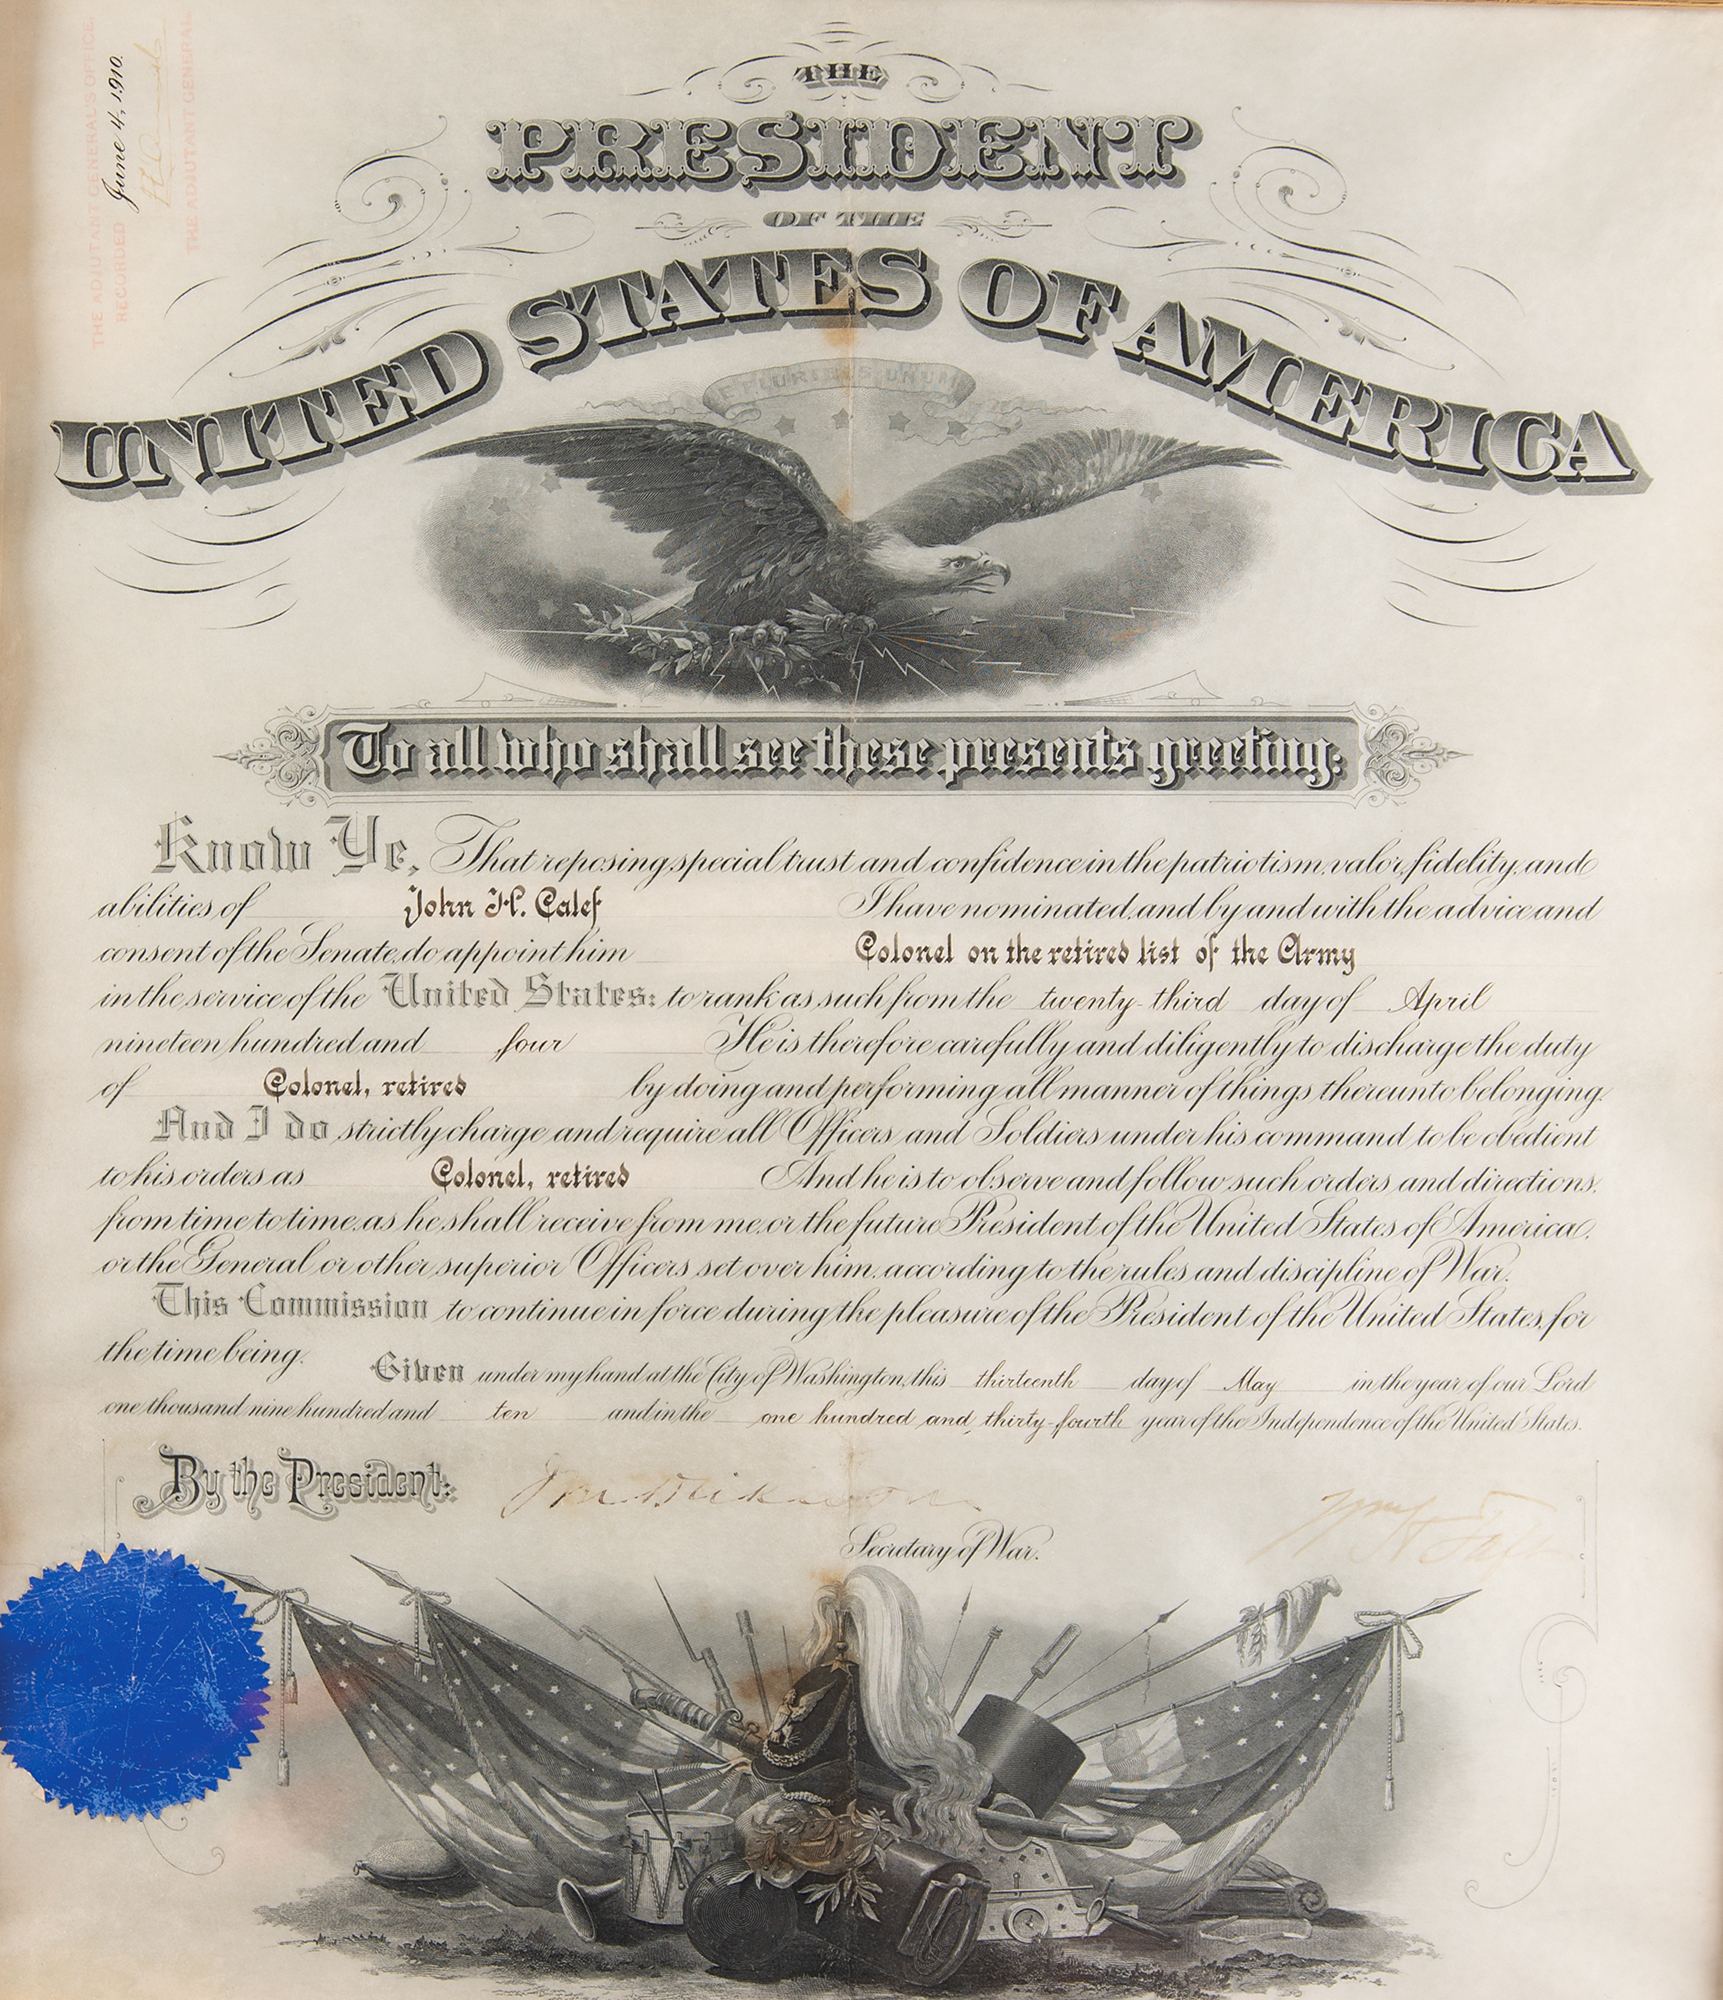 THE ADJUTANT GENERAL'S OFFICE.
RECORDED June 4, 1910.
THE ADJUTANT GENERAL
THE
PRESIDENT
OF THE
UNITED STATES OF AMERICA
E PLURIBUS UNUM
To all who shall see these presents greeting:
Know Ye, That reposing special trust and confidence in the patriotism, valor, fidelity, and
abilities of John H. Calef I have nominated, and by and with the advice and
consent of the Senate, do appoint him Colonel on the retired list of the Army
in the service of the United States: to rank as such from the twenty-third day of April
nineteen hundred and four He is therefore carefully and diligently to discharge the duty
of Colonel, retired by doing and performing all manner of things thereunto belonging.
And I do strictly charge and require all Officers and Soldiers under his command to be obedient
to his orders as Colonel, retired And he is to observe and follow such orders, and directions,
from time to time, as he shall receive from me, or the future President of the United States of America,
or the General or other superior Officers set over him, according to the rules and discipline of War.
This Commission to continue in force during the pleasure of the President of the United States, for
the time being.
Given under my hand at the City of Washington, this thirteenth day of May in the year of our Lord
one thousand nine hundred and ten and in the one hundred and thirty-fourth year of the Independence of the United States.
By the President:
J M Dickinson
Wm H Taft
Secretary of War.